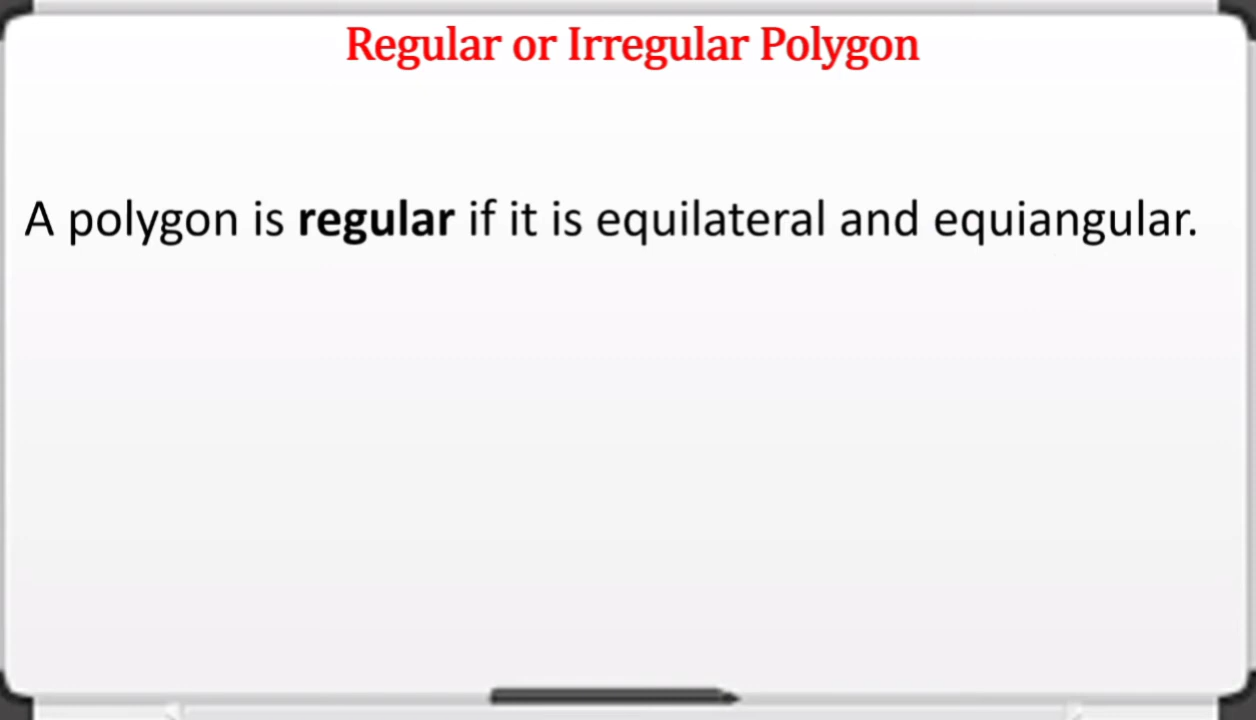 Regular or Irregular Polygon
A polygon is regular if it is equilateral and equiangular.